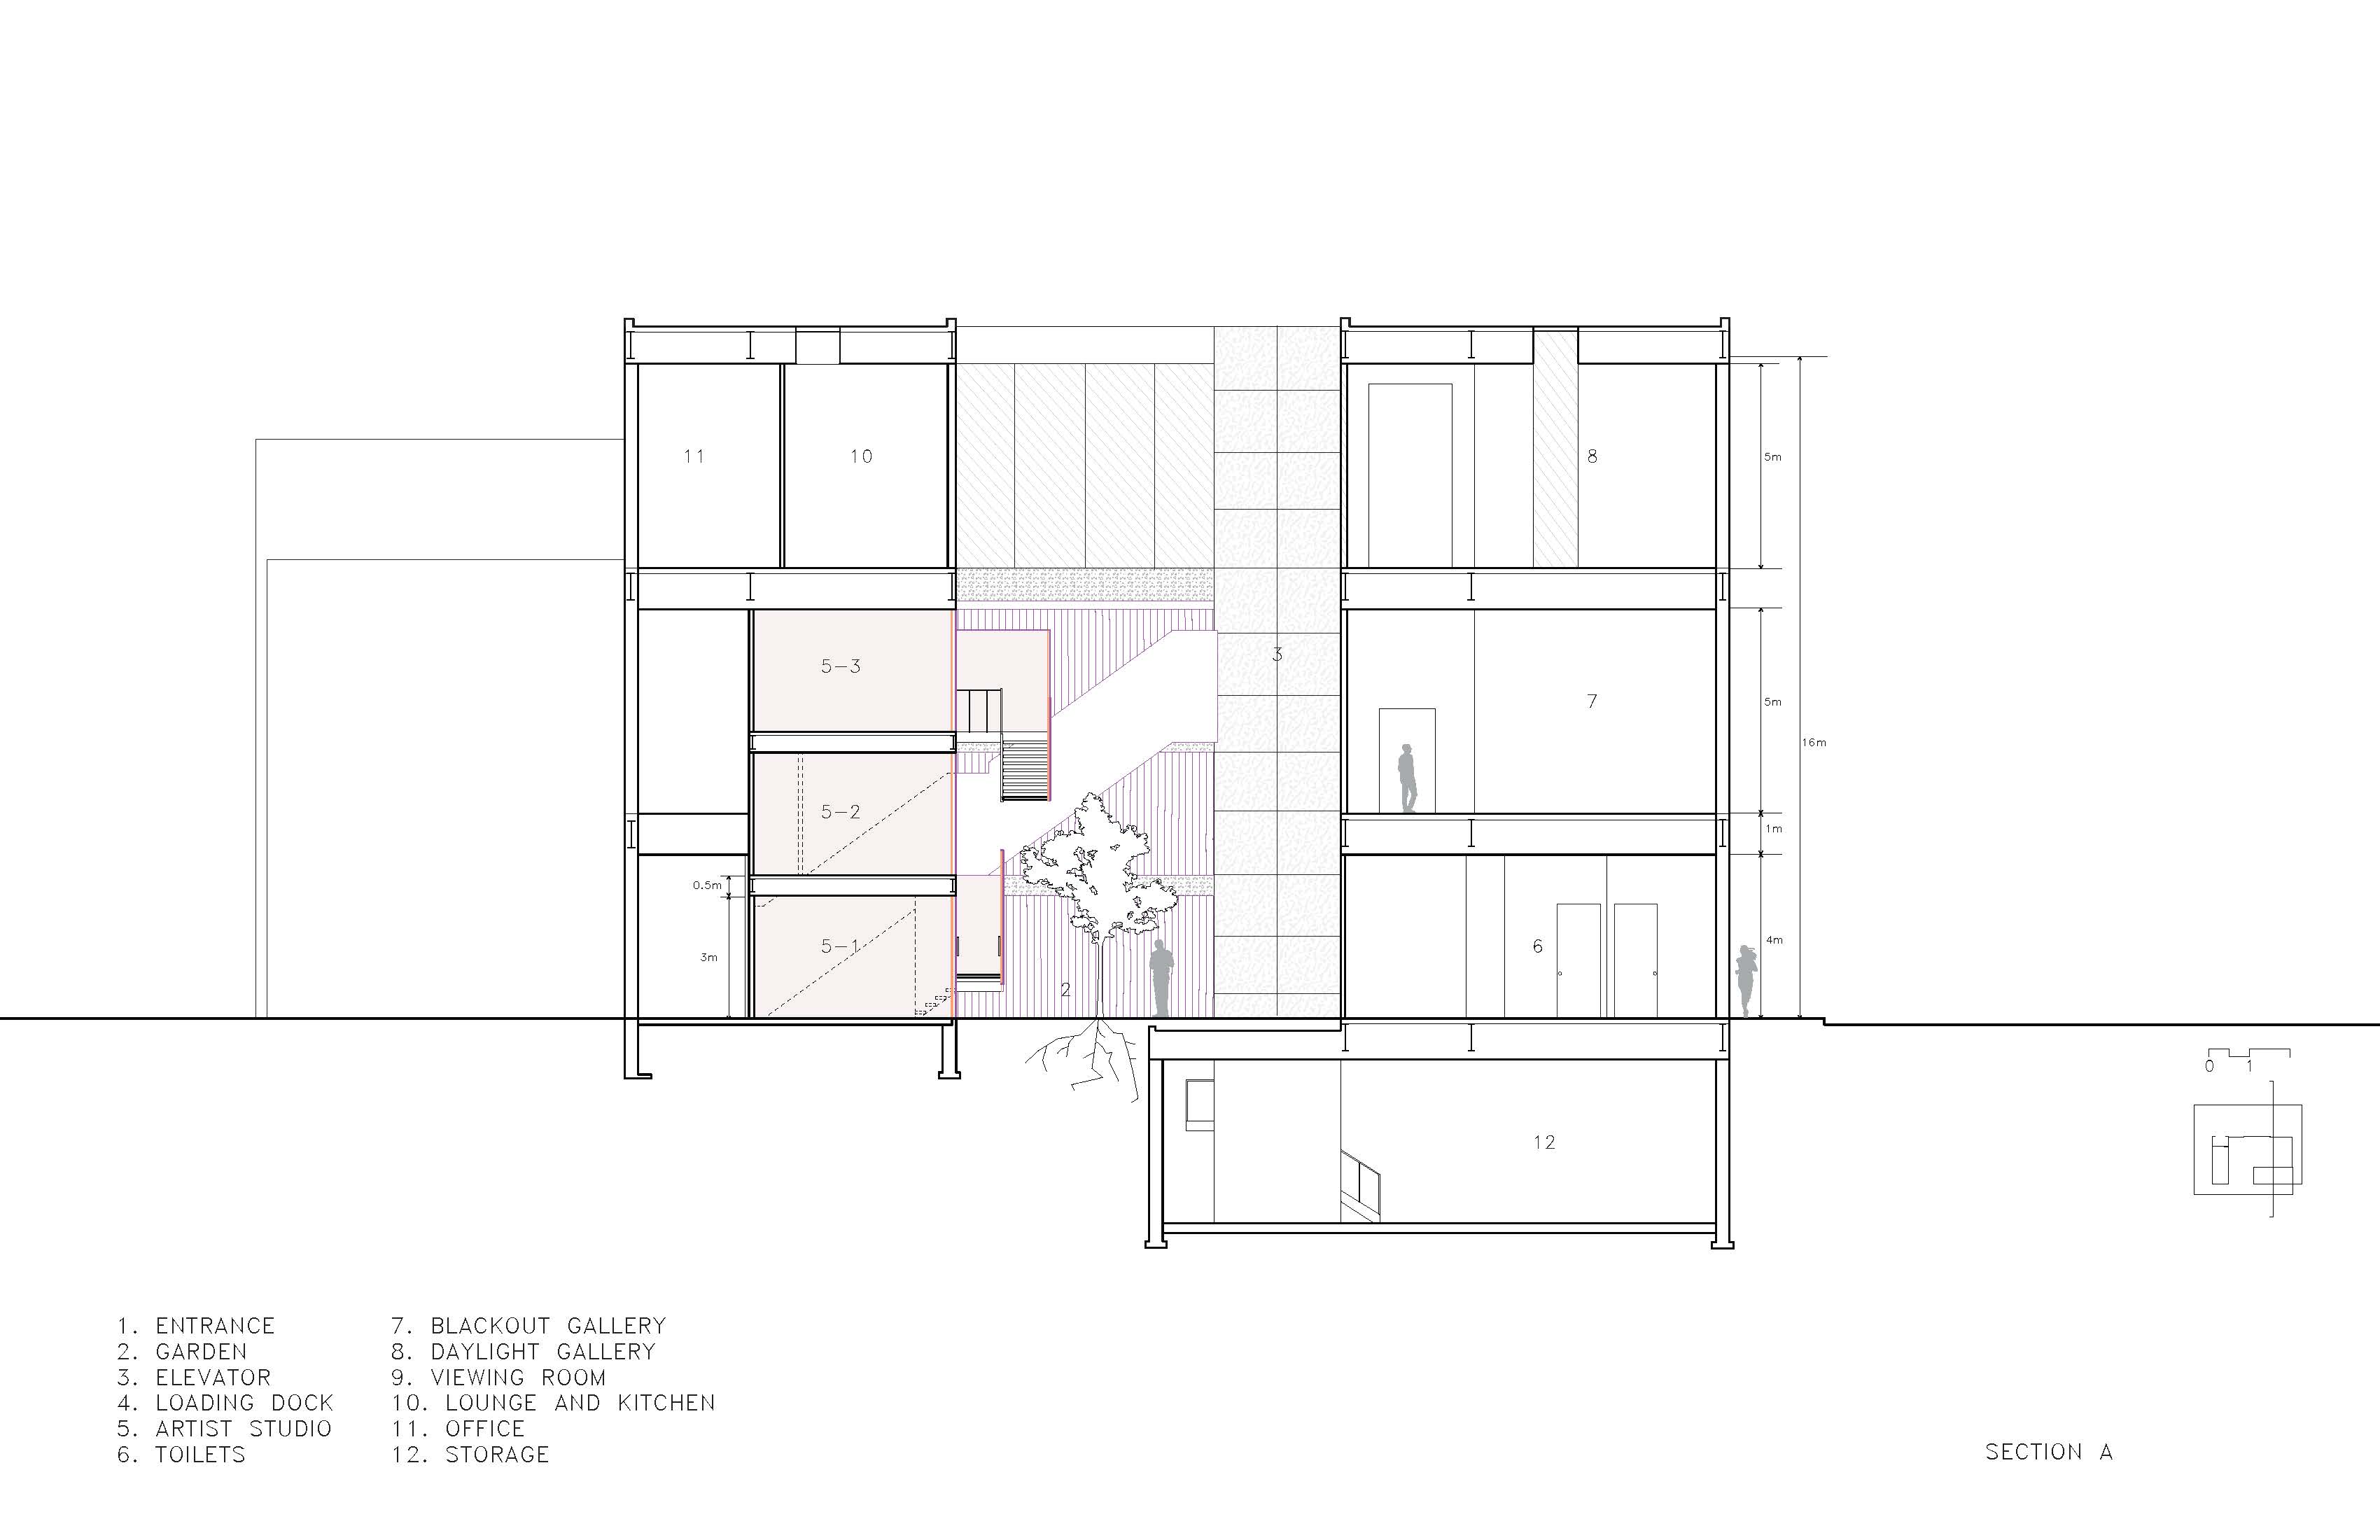 11
10
8
5m
5-3
3
7
5m
16m
5-2
1m
0.5m
5-1
6
4m
3m
2
0 1
12
1. ENTRANCE
2. GARDEN
3. ELEVATOR
4. LOADING DOCK
5. ARTIST STUDIO
6. TOILETS
7. BLACKOUT GALLERY
8. DAYLIGHT GALLERY
9. VIEWING ROOM
10. LOUNGE AND KITCHEN
11. OFFICE
12. STORAGE
SECTION A